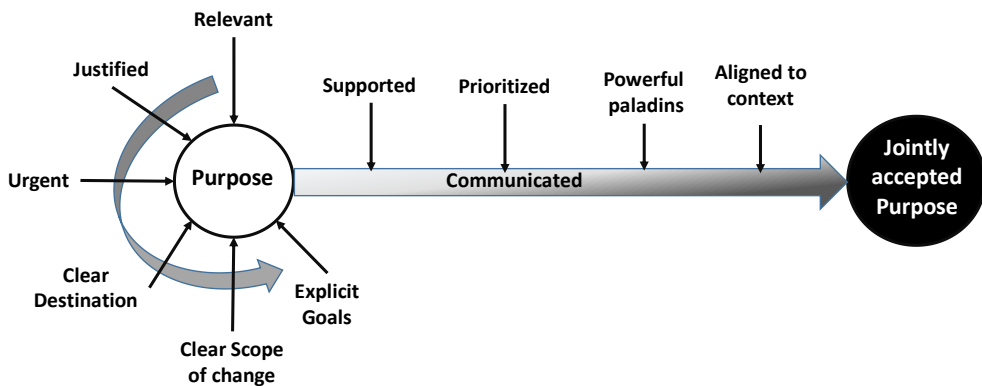 Relevant
Justified
Urgent
Purpose
Clear
Destination
Clear Scope
of change
Explicit
Goals
Supported
Prioritized
Powerful
paladins
Aligned to
context
Communicated
Jointly
accepted
Purpose